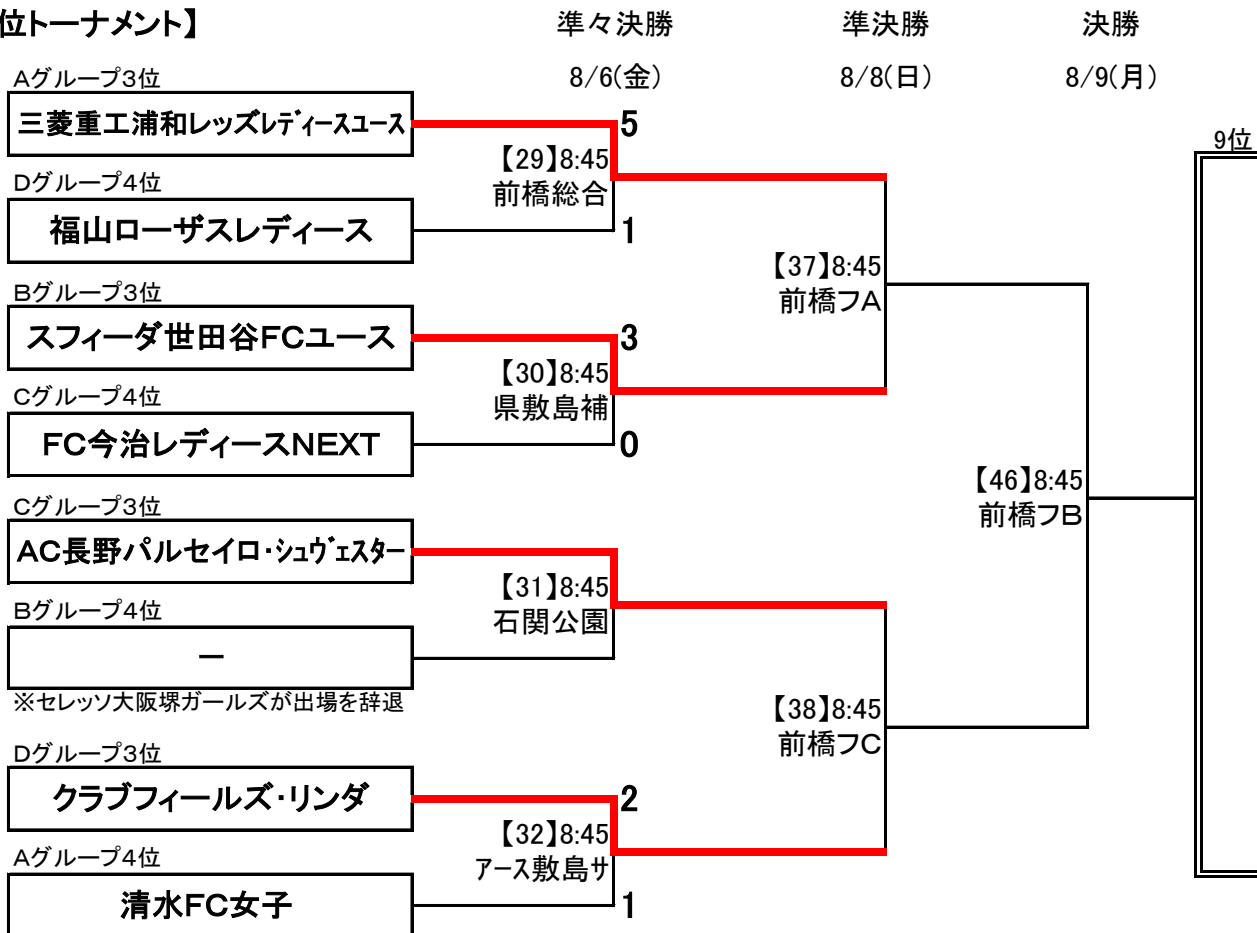 位トーナメント】
準々決勝 準決勝 決勝
8/6(金) 8/8(日) 8/9(月)
Aグループ3位
三菱重工浦和レッズレディースユース
5
9位
【29】8:45
前橋総合
Dグループ4位
福山ローザスレディース
1
【37】8:45
前橋フA
Bグループ3位
スフィーダ世田谷FCユース
3
【30】8:45
県敷島補
Cグループ4位
FC今治レディースNEXT
0
【46】8:45
前橋フB
Cグループ3位
AC長野パルセイロ・シュヴェスター
【31】8:45
石関公園
Bグループ4位
ー
※セレッソ大阪堺ガールズが出場を辞退
【38】8:45
前橋フC
Dグループ3位
クラブフィールズ・リンダ
2
【32】8:45
アース敷島サ
Aグループ4位
清水FC女子
1